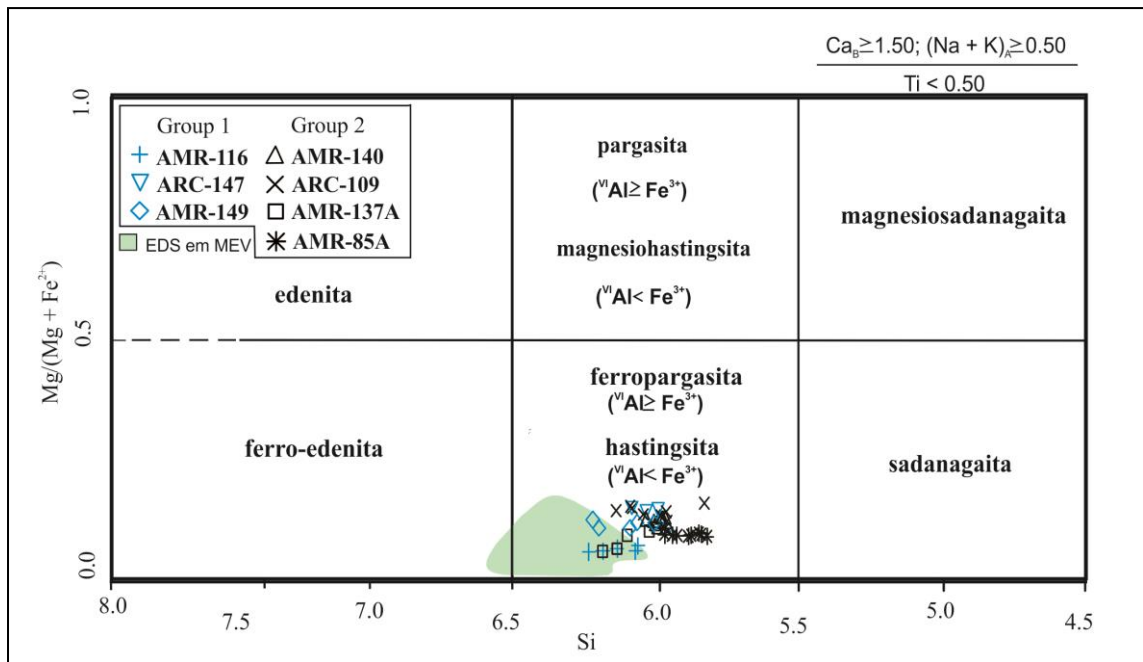 Ca_B≥1.50; (Na + K)_A≥0.50
Ti < 0.50
1.0
Group 1 Group 2
AMR-116 AMR-140
ARC-147 ARC-109
AMR-149 AMR-137A
EDS em MEV AMR-85A
pargasita
(ⱽᴵAl≥ Fe³⁺)
magnesiosadanagaita
magnesiohastingsita
(ⱽᴵAl< Fe³⁺)
edenita
0.5
Mg/(Mg + Fe²⁺)
ferropargasita
(ⱽᴵAl≥ Fe³⁺)
ferro-edenita
hastingsita
(ⱽᴵAl< Fe³⁺)
sadanagaita
0.0
8.0 7.5 7.0 6.5 6.0 5.5 5.0 4.5
Si